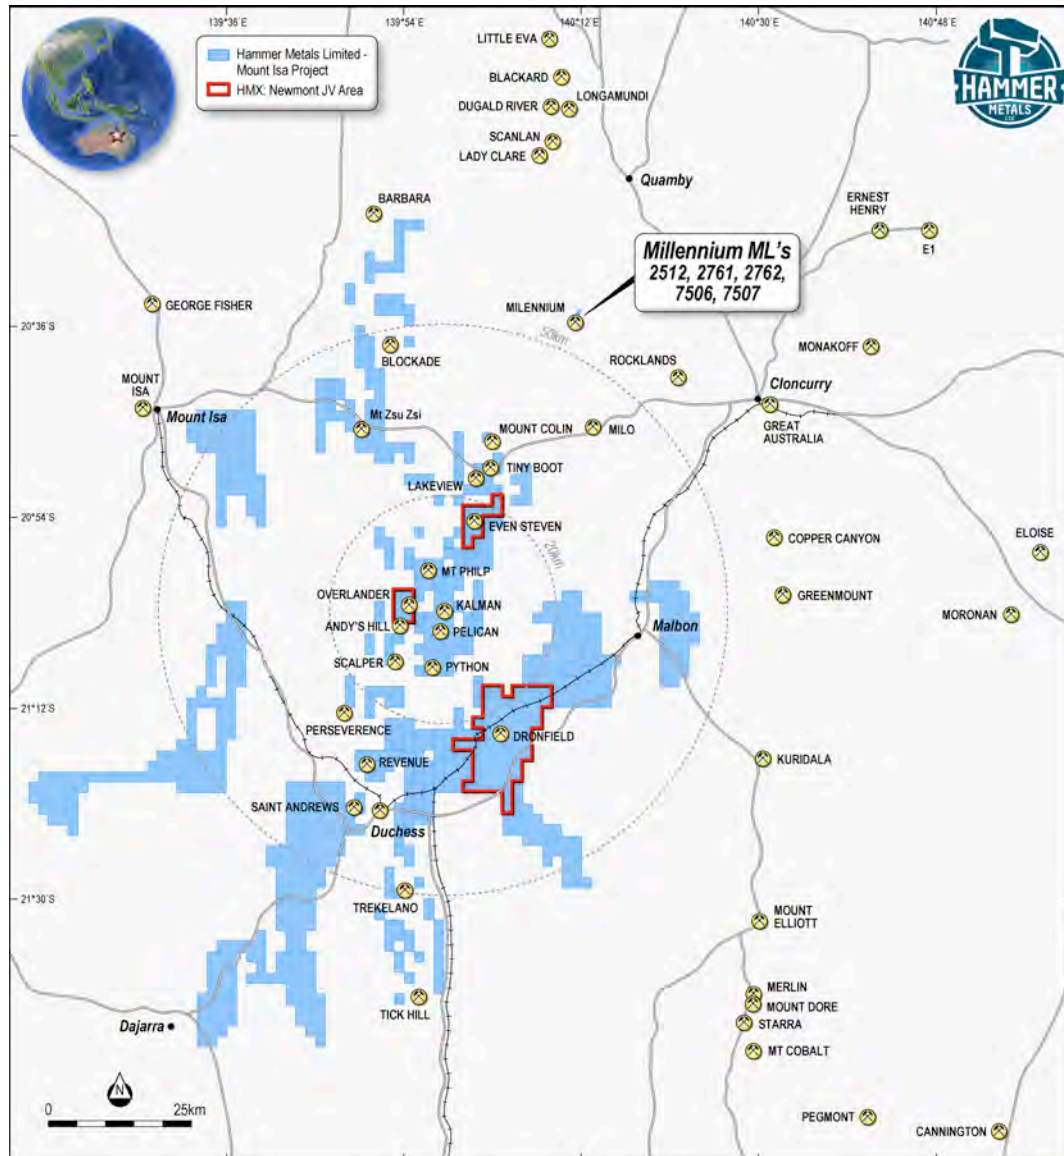 139°36'
139°54'
140°12'
140°30'
140°48'
Hammer Metals Limited -
Mount Isa Project
HMX: Newmont JV Area
HAMMER
METALS
LTD
LITTLE EVA
BLACKARD
DUGALD RIVER
LONGAMUNDI
SCANLAN
LADY CLARE
Quamby
BARBARA
ERNEST
HENRY
E1
Millennium ML's
2512, 2761, 2762,
7506, 7507
GEORGE FISHER
MILENNIUM
20°36'S
50km
BLOCKADE
ROCKLANDS
MONAKOFF
MOUNT
ISA
Mount Isa
Cloncurry
Mt Zsu Zsi
MOUNT COLIN
MILO
GREAT
AUSTRALIA
TINY BOOT
LAKEVIEW
20°54'S
EVEN STEVEN
20km
COPPER CANYON
ELOISE
MT PHILP
OVERLANDER
KALMAN
GREENMOUNT
MORONAN
ANDY'S HILL
PELICAN
Malbon
SCALPER
PYTHON
21°12'S
PERSEVERENCE
DRONFIELD
REVENUE
KURIDALA
SAINT ANDREWS
Duchess
21°30'S
TREKELANO
MOUNT
ELLIOTT
TICK HILL
MERLIN
MOUNT DORE
STARRA
MT COBALT
Dajarra
N
0
25km
PEGMONT
CANNINGTON